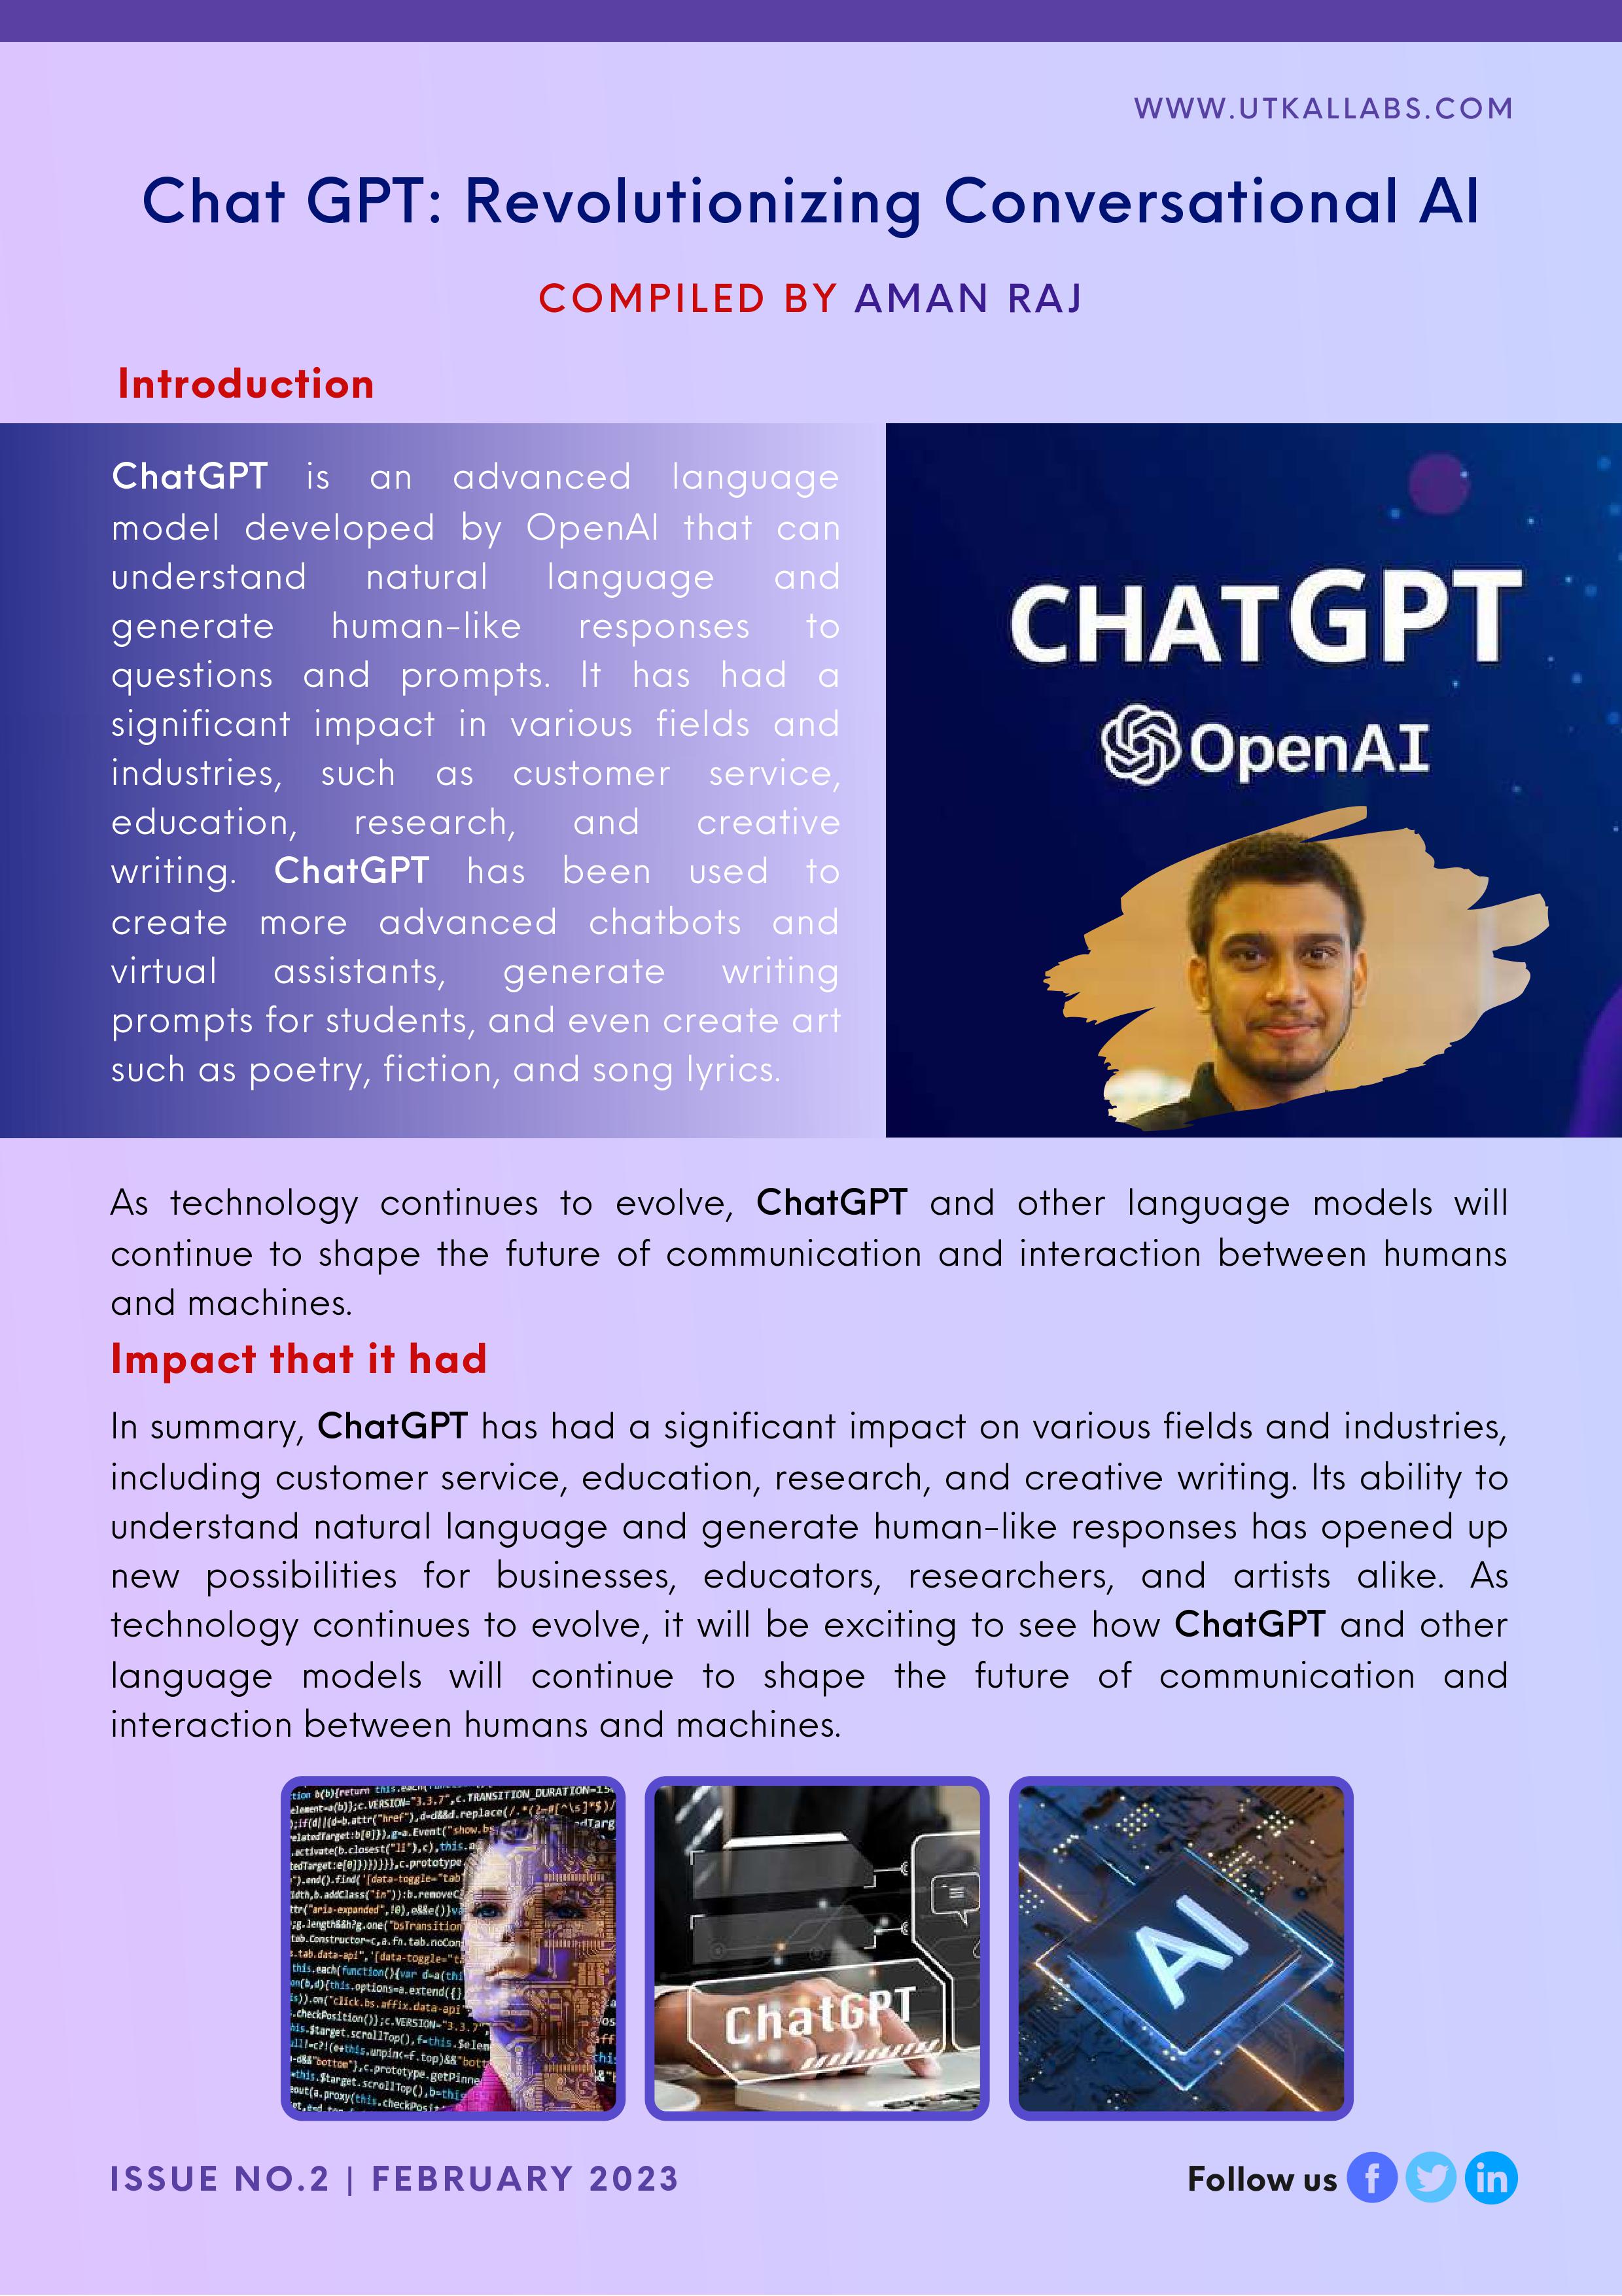 WWW.UTKALLABS.COM
Chat GPT: Revolutionizing Conversational AI
COMPILED BY AMAN RAJ
Introduction
ChatGPT is an advanced language
model developed by OpenAI that can
understand natural language and
generate human-like responses to
questions and prompts. It has had a
significant impact in various fields and
industries, such as customer service,
education, research, and creative
writing. ChatGPT has been used to
create more advanced chatbots and
virtual assistants, generate writing
prompts for students, and even create art
such as poetry, fiction, and song lyrics.
CHATGPT
OpenAI
As technology continues to evolve, ChatGPT and other language models will
continue to shape the future of communication and interaction between humans
and machines.
Impact that it had
In summary, ChatGPT has had a significant impact on various fields and industries,
including customer service, education, research, and creative writing. Its ability to
understand natural language and generate human-like responses has opened up
new possibilities for businesses, educators, researchers, and artists alike. As
technology continues to evolve, it will be exciting to see how ChatGPT and other
language models will continue to shape the future of communication and
interaction between humans and machines.
ChatGPT
AI
ISSUE NO.2 | FEBRUARY 2023
Follow us